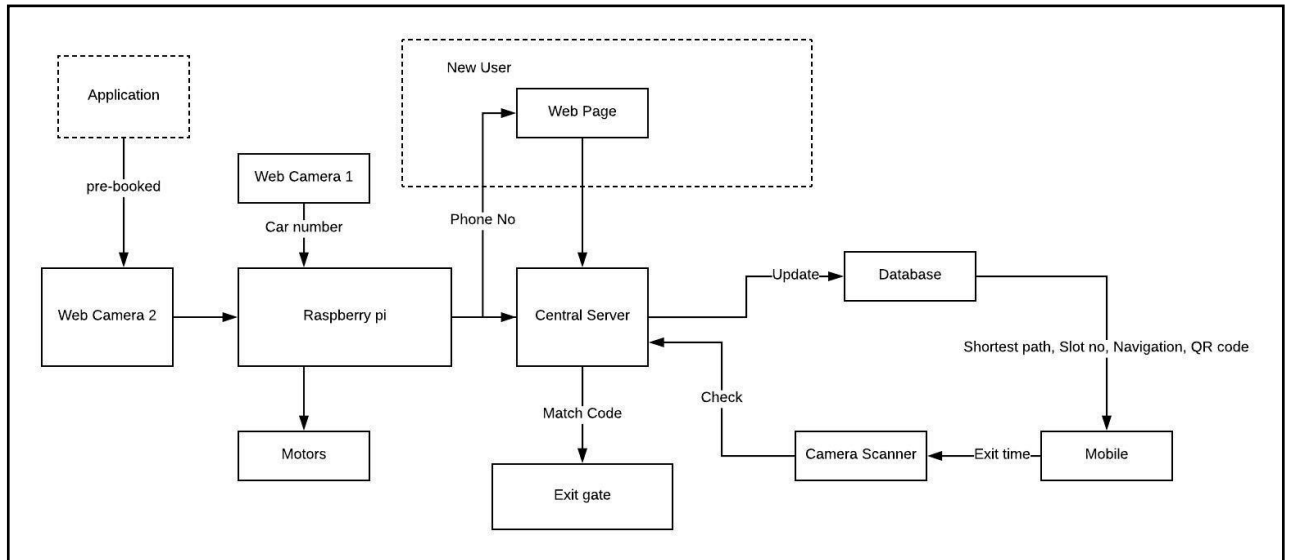 New User
Application
Web Page
Web Camera 1
pre-booked
Phone No
Car number
Update
Database
Web Camera 2
Raspberry pi
Central Server
Shortest path, Slot no, Navigation, QR code
Check
Match Code
Motors
Camera Scanner
Exit time
Mobile
Exit gate